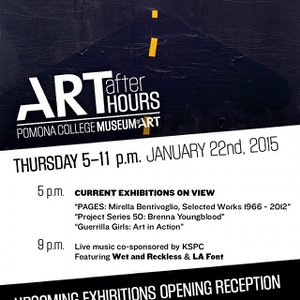 ART after
HOURS
POMONA COLLEGE MUSEUM OF ART
THURSDAY 5–11 p.m. JANUARY 22nd, 2015
5 p.m. CURRENT EXHIBITIONS ON VIEW
"PAGES: Mirella Bentivoglio, Selected Works 1966 - 2012"
"Project Series 50: Brenna Youngblood"
"Guerrilla Girls: Art in Action"
9 p.m. Live music co-sponsored by KSPC
Featuring Wet and Reckless & LA Font
UPCOMING EXHIBITIONS OPENING RECEPTION